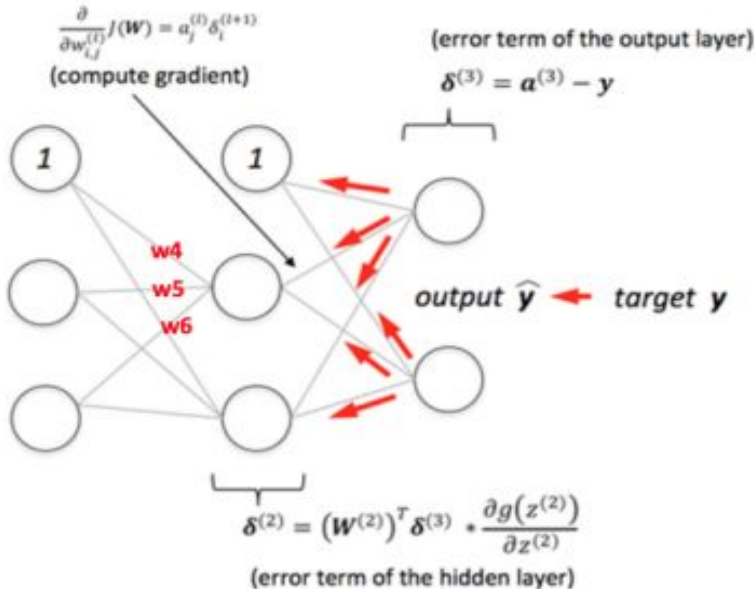 ∂/∂w_{i,j}^{(l)} J(W) = a_j^{(l)} δ_i^{(l+1)}
(compute gradient)
(error term of the output layer)
δ^{(3)} = a^{(3)} − y
1
1
w4
w5
w6
output ŷ
target y
δ^{(2)} = (W^{(2)})^T δ^{(3)} * ∂g(z^{(2)})/∂z^{(2)}
(error term of the hidden layer)